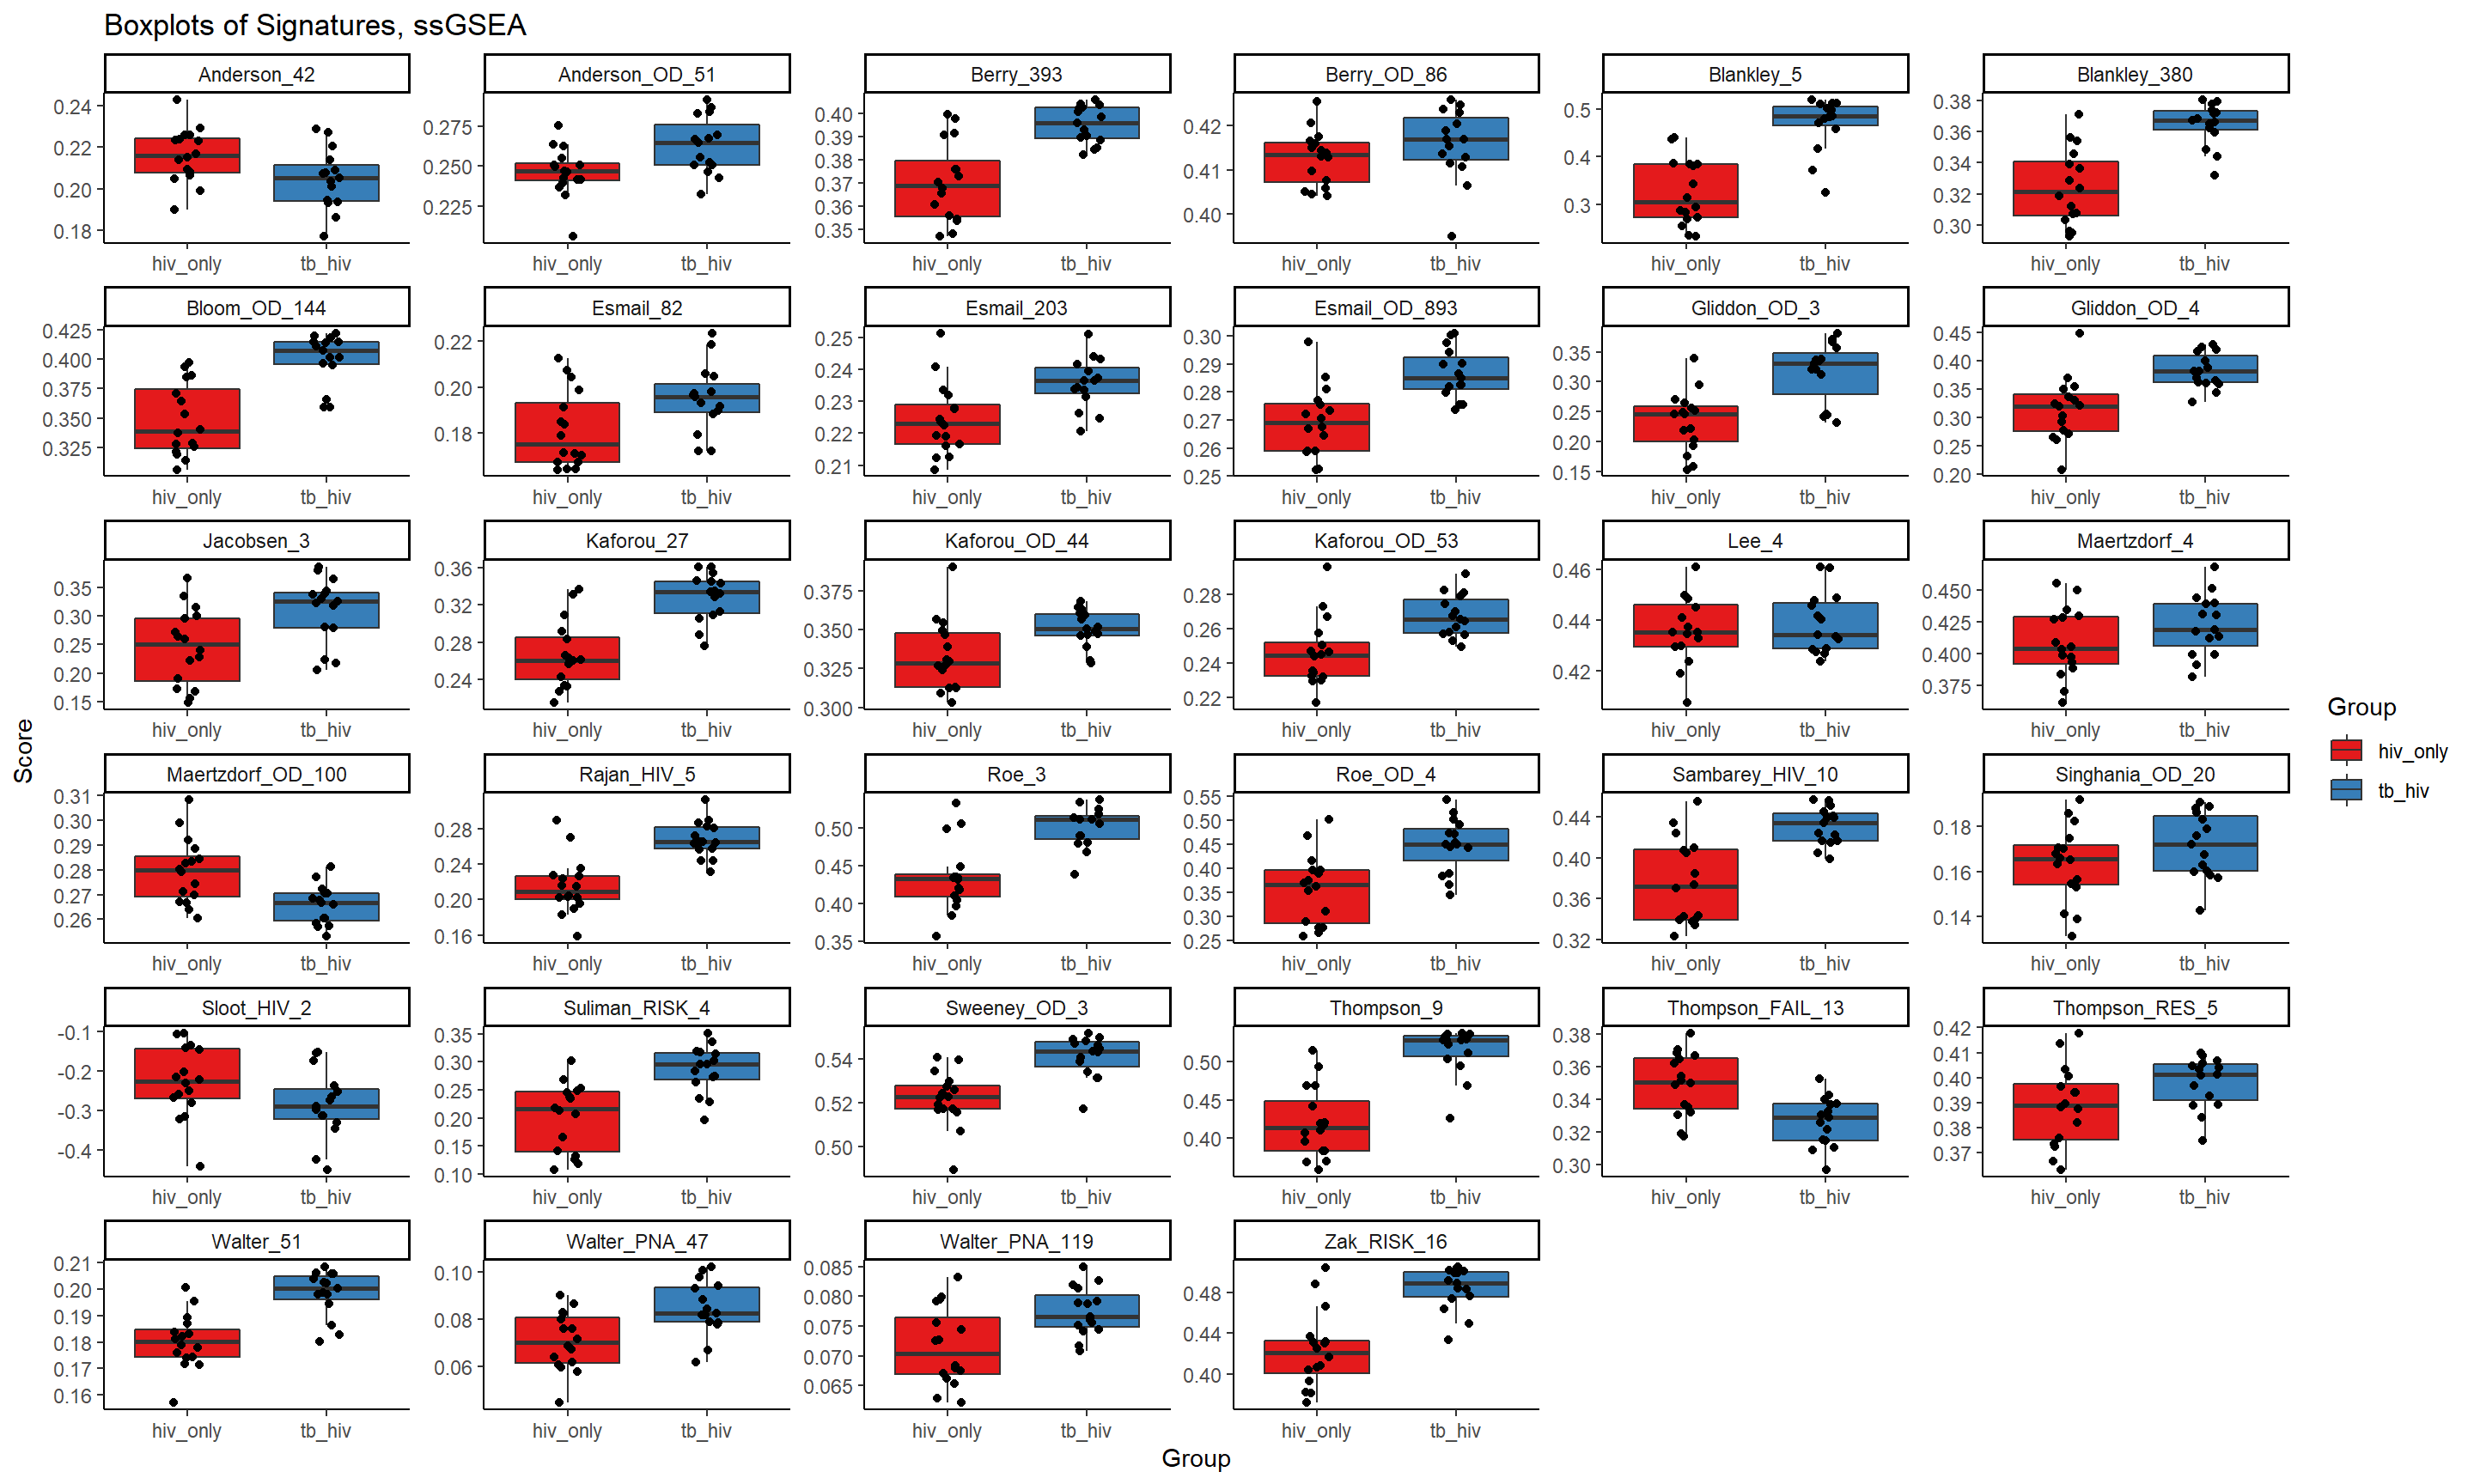 Boxplots of Signatures, ssGSEA
Anderson_42 Anderson_OD_51 Berry_393 Berry_OD_86 Blankley_5 Blankley_380
0.24 0.22 0.20 0.18
0.275 0.250 0.225
0.40 0.39 0.38 0.37 0.36 0.35
0.42 0.41 0.40
0.5 0.4 0.3
0.38 0.36 0.34 0.32 0.30
hiv_only tb_hiv hiv_only tb_hiv hiv_only tb_hiv hiv_only tb_hiv hiv_only tb_hiv hiv_only tb_hiv
Bloom_OD_144 Esmail_82 Esmail_203 Esmail_OD_893 Gliddon_OD_3 Gliddon_OD_4
0.425 0.400 0.375 0.350 0.325
0.22 0.20 0.18
0.25 0.24 0.23 0.22 0.21
0.30 0.29 0.28 0.27 0.26 0.25
0.35 0.30 0.25 0.20 0.15
0.45 0.40 0.35 0.30 0.25 0.20
hiv_only tb_hiv hiv_only tb_hiv hiv_only tb_hiv hiv_only tb_hiv hiv_only tb_hiv hiv_only tb_hiv
Jacobsen_3 Kaforou_27 Kaforou_OD_44 Kaforou_OD_53 Lee_4 Maertzdorf_4
0.35 0.30 0.25 0.20 0.15
0.36 0.32 0.28 0.24
0.375 0.350 0.325 0.300
0.28 0.26 0.24 0.22
0.46 0.44 0.42
0.450 0.425 0.400 0.375
hiv_only tb_hiv hiv_only tb_hiv hiv_only tb_hiv hiv_only tb_hiv hiv_only tb_hiv hiv_only tb_hiv
Maertzdorf_OD_100 Rajan_HIV_5 Roe_3 Roe_OD_4 Sambarey_HIV_10 Singhania_OD_20
0.31 0.30 0.29 0.28 0.27 0.26
0.28 0.24 0.20 0.16
0.50 0.45 0.40 0.35
0.55 0.50 0.45 0.40 0.35 0.30 0.25
0.44 0.40 0.36 0.32
0.18 0.16 0.14
hiv_only tb_hiv hiv_only tb_hiv hiv_only tb_hiv hiv_only tb_hiv hiv_only tb_hiv hiv_only tb_hiv
Sloot_HIV_2 Suliman_RISK_4 Sweeney_OD_3 Thompson_9 Thompson_FAIL_13 Thompson_RES_5
-0.1 -0.2 -0.3 -0.4
0.35 0.30 0.25 0.20 0.15 0.10
0.54 0.52 0.50
0.50 0.45 0.40
0.38 0.36 0.34 0.32 0.30
0.42 0.41 0.40 0.39 0.38 0.37
hiv_only tb_hiv hiv_only tb_hiv hiv_only tb_hiv hiv_only tb_hiv hiv_only tb_hiv hiv_only tb_hiv
Walter_51 Walter_PNA_47 Walter_PNA_119 Zak_RISK_16
0.21 0.20 0.19 0.18 0.17 0.16
0.10 0.08 0.06
0.085 0.080 0.075 0.070 0.065
0.48 0.44 0.40
hiv_only tb_hiv hiv_only tb_hiv hiv_only tb_hiv hiv_only tb_hiv
Score
Group
Group
hiv_only
tb_hiv